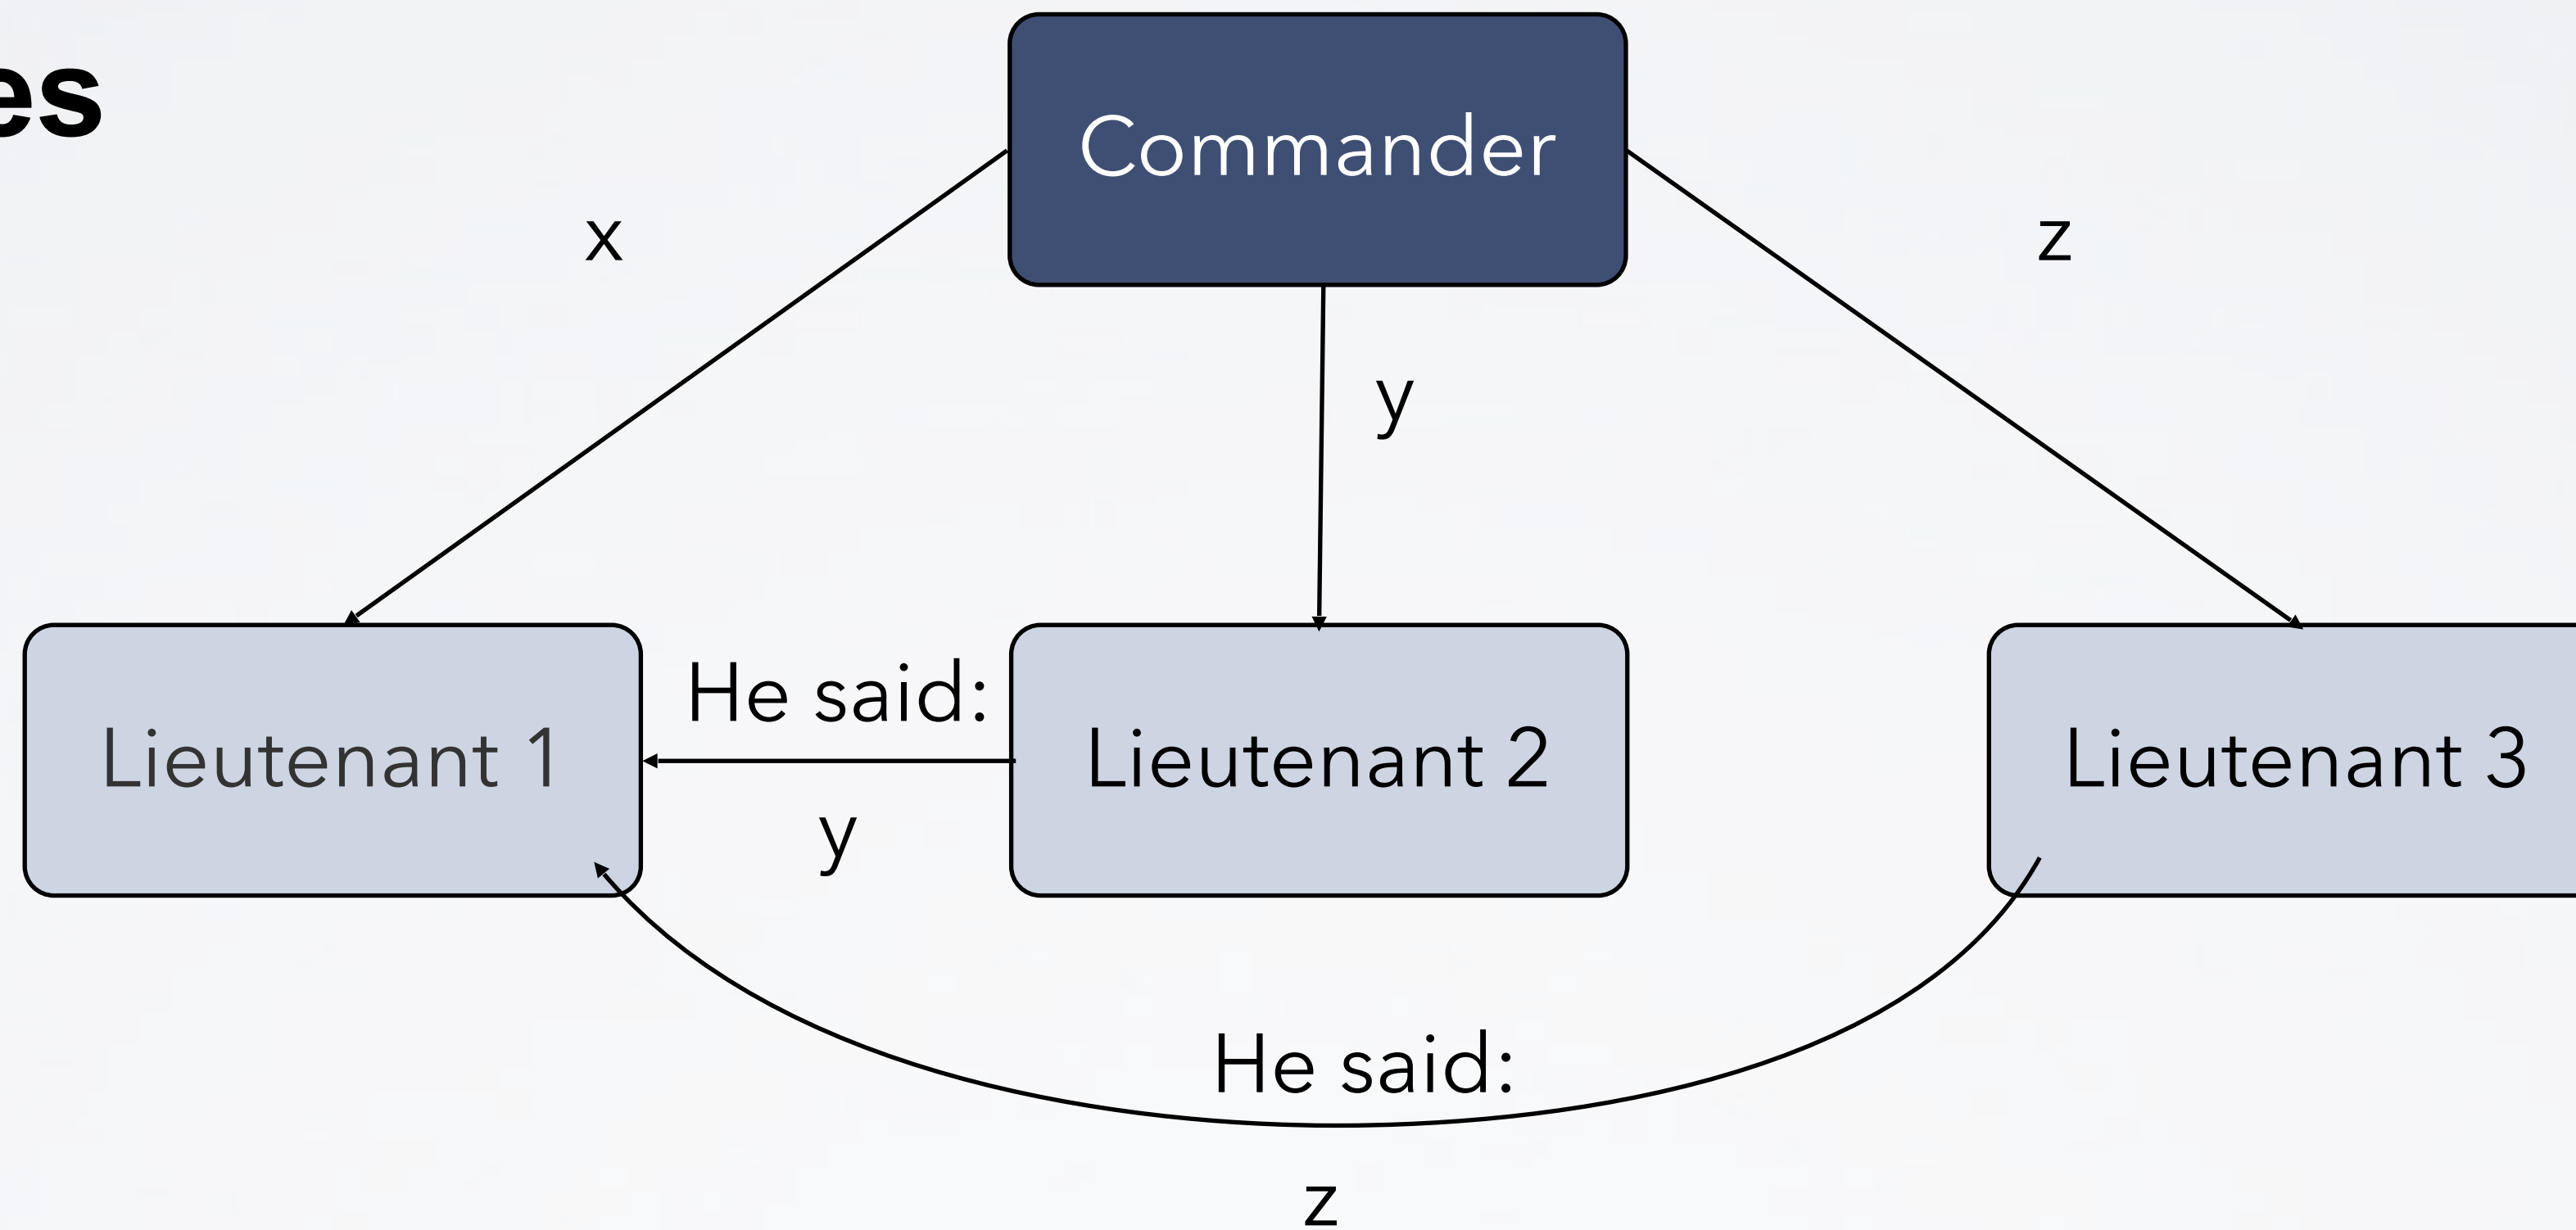 es
Commander
x
z
y
He said:
Lieutenant 1
Lieutenant 2
Lieutenant 3
y
He said:
z